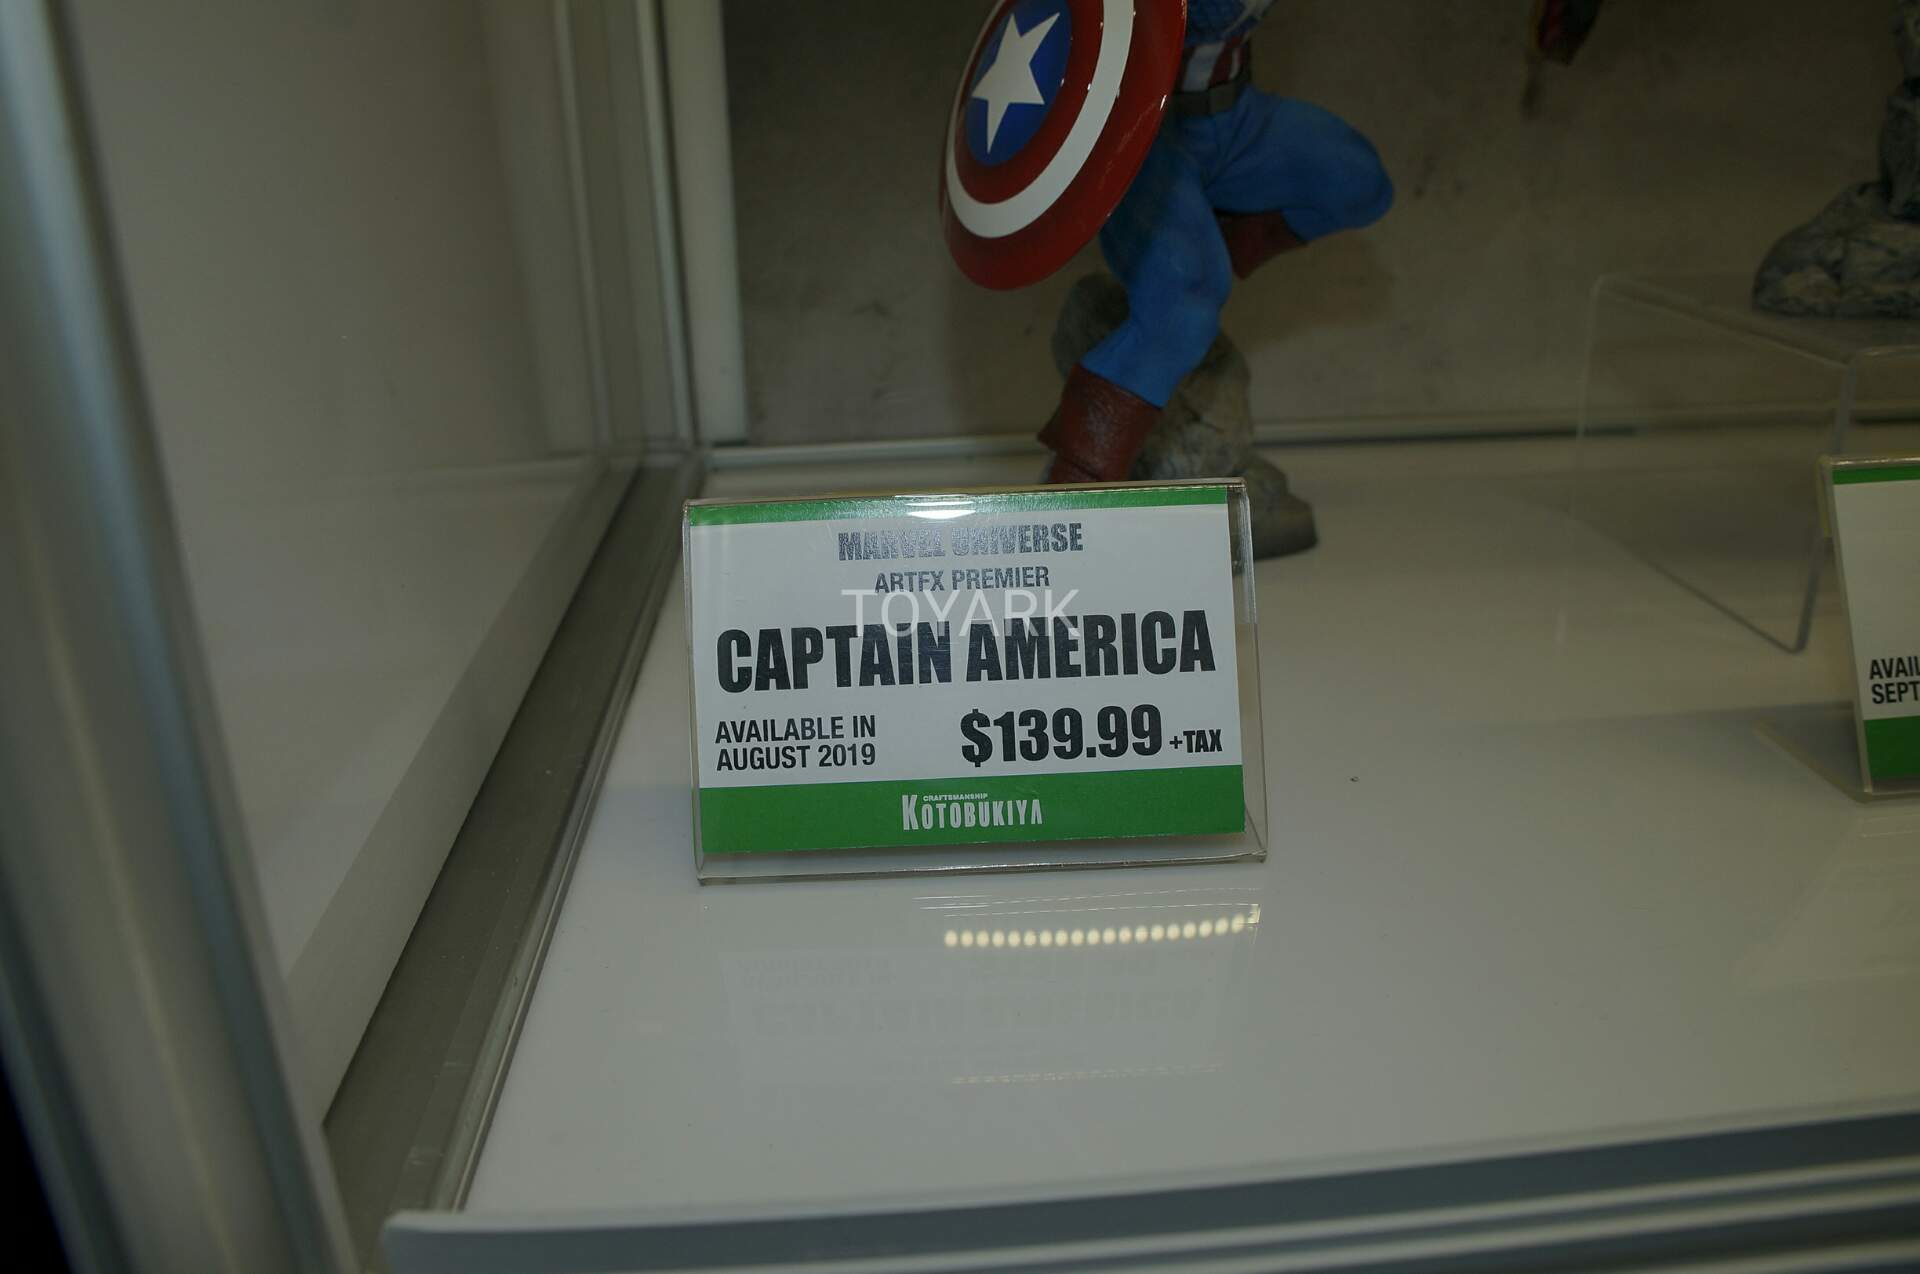 MARVEL UNIVERSE
ARTFX PREMIER
TOYARK
CAPTAIN AMERICA
AVAILABLE IN
AUGUST 2019
$139.99 +TAX
CRAFTSMANSHIP
KOTOBUKIYA
AVAIL
SEPT